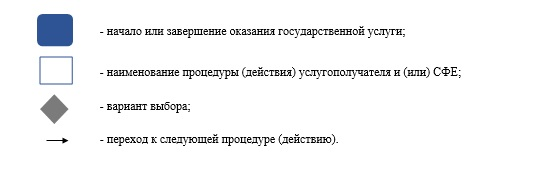 - начало или завершение оказания государственной услуги;
- наименование процедуры (действия) услугополучателя и (или) СФЕ;
- вариант выбора;
- переход к следующей процедуре (действию).